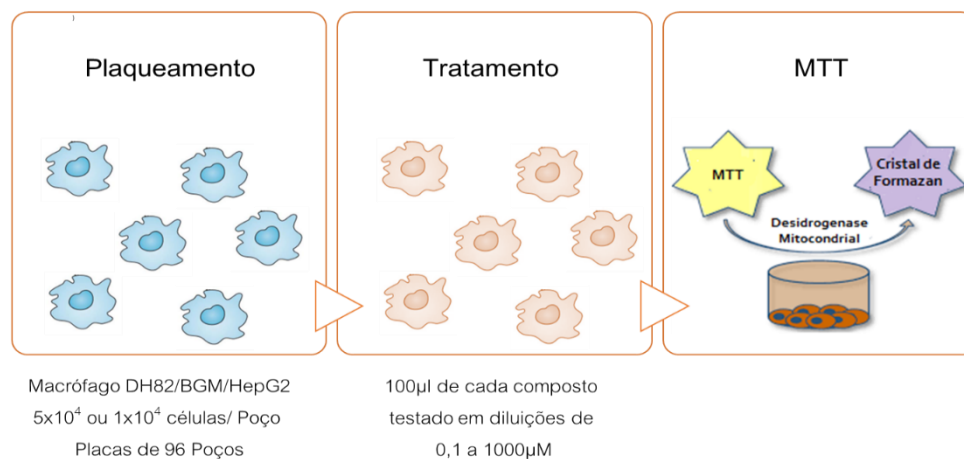 Plaqueamento
Tratamento
MTT
MTT
Cristal de
Formazan
Desidrogenase
Mitocondrial
Macrófago DH82/BGM/HepG2
5x10⁴ ou 1x10⁴ células/ Poço
Placas de 96 Poços
100µl de cada composto
testado em diluições de
0,1 a 1000µM